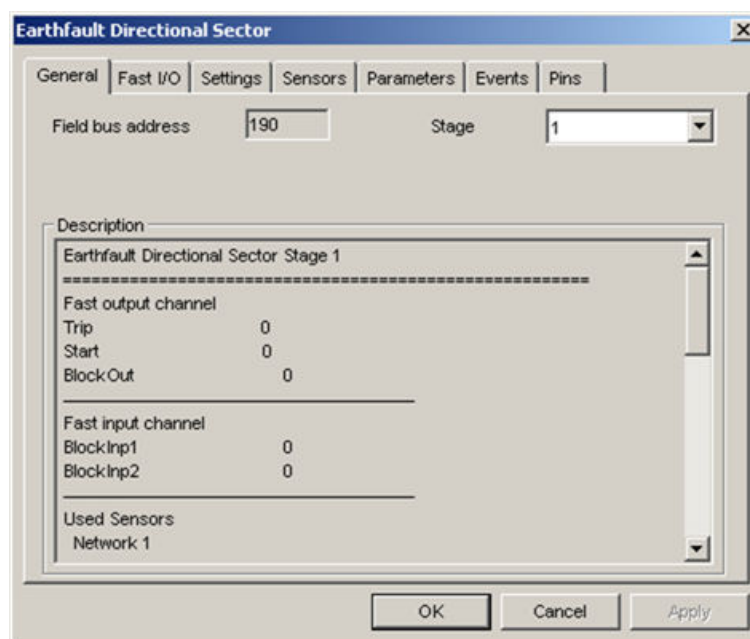 Earthfault Directional Sector
General Fast I/O Settings Sensors Parameters Events Pins
Field bus address 190 Stage 1
Description
Earthfault Directional Sector Stage 1
==========================================================
Fast output channel
Trip 0
Start 0
BlockOut 0
Fast input channel
BlockInp1 0
BlockInp2 0
Used Sensors
Network 1
OK Cancel Apply